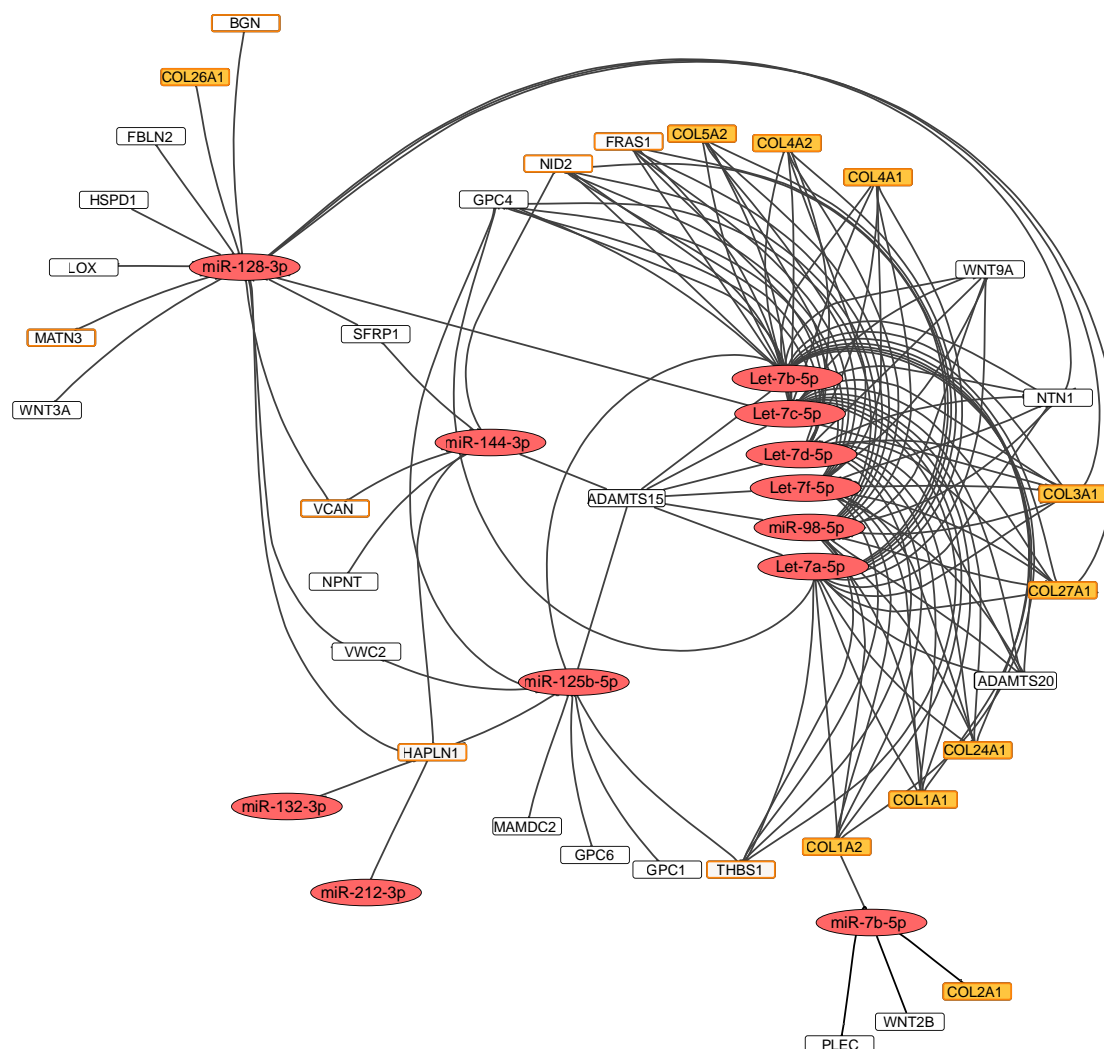 BGN
COL26A1
FBLN2
FRAS1
COL5A2
COL4A2
NID2
COL4A1
HSPD1
GPC4
LOX
miR-128-3p
WNT9A
MATN3
SFRP1
Let-7b-5p
WNT3A
NTN1
Let-7c-5p
miR-144-3p
Let-7d-5p
Let-7f-5p
COL3A1
ADAMTS15
VCAN
miR-98-5p
Let-7a-5p
NPNT
COL27A1
VWC2
miR-125b-5p
ADAMTS20
HAPLN1
COL24A1
miR-132-3p
COL1A1
MAMDC2
COL1A2
GPC6
GPC1
THBS1
miR-212-3p
miR-7b-5p
COL2A1
WNT2B
PLEC